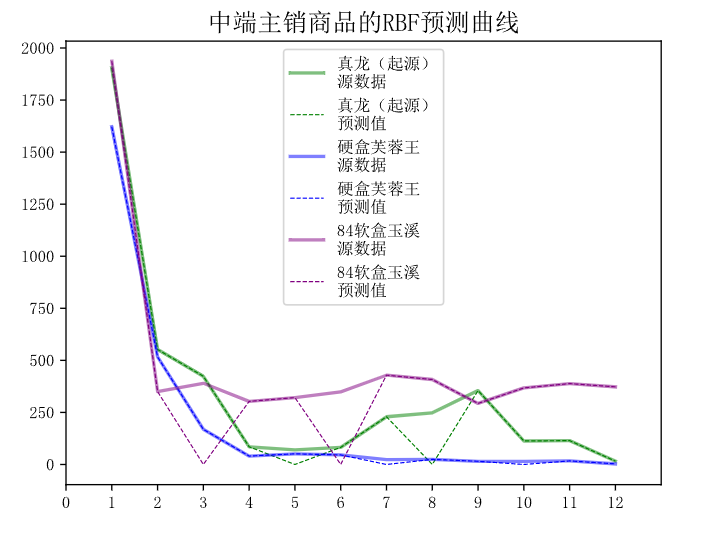 中端主销商品的RBF预测曲线
2000
1750
1500
1250
1000
750
500
250
0
真龙（起源）
源数据
真龙（起源）
预测值
硬盒芙蓉王
源数据
硬盒芙蓉王
预测值
84软盒玉溪
源数据
84软盒玉溪
预测值
0 1 2 3 4 5 6 7 8 9 10 11 12